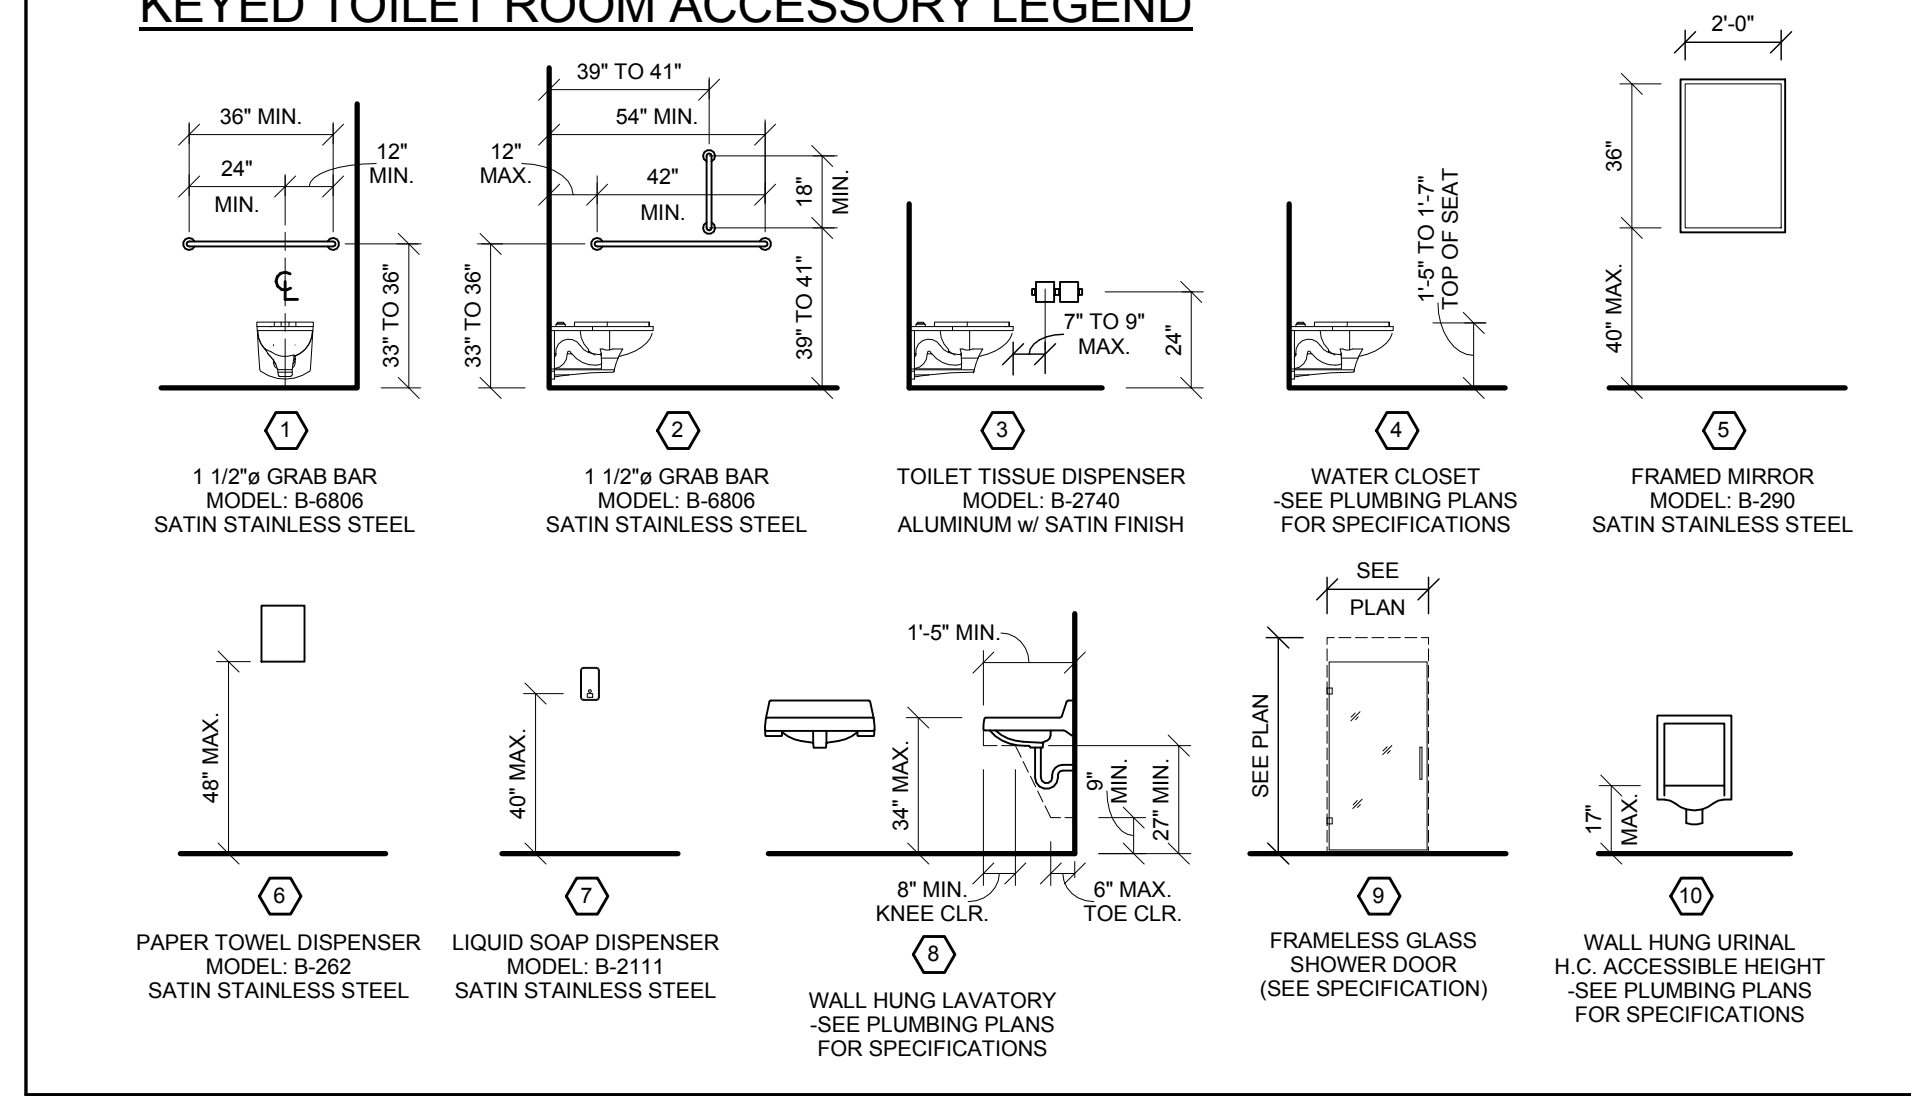 KEYED TOILET ROOM ACCESSORY LEGEND
36" MIN.
24"
MIN.
12"
MIN.
33" TO 36"
℄
1
1 1/2"ø GRAB BAR
MODEL: B-6806
SATIN STAINLESS STEEL
39" TO 41"
54" MIN.
12"
MAX.
42"
MIN.
18"
MIN.
33" TO 36"
39" TO 41"
2
1 1/2"ø GRAB BAR
MODEL: B-6806
SATIN STAINLESS STEEL
7" TO 9"
MAX.
24"
3
TOILET TISSUE DISPENSER
MODEL: B-2740
ALUMINUM w/ SATIN FINISH
1'-5" TO 1'-7"
TOP OF SEAT
4
WATER CLOSET
-SEE PLUMBING PLANS
FOR SPECIFICATIONS
2'-0"
36"
40" MAX.
5
FRAMED MIRROR
MODEL: B-290
SATIN STAINLESS STEEL
48" MAX.
6
PAPER TOWEL DISPENSER
MODEL: B-262
SATIN STAINLESS STEEL
40" MAX.
7
LIQUID SOAP DISPENSER
MODEL: B-2111
SATIN STAINLESS STEEL
1'-5" MIN.
34" MAX.
9"
MIN.
27" MIN.
8" MIN.
KNEE CLR.
6" MAX.
TOE CLR.
8
WALL HUNG LAVATORY
-SEE PLUMBING PLANS
FOR SPECIFICATIONS
SEE
PLAN
SEE PLAN
9
FRAMELESS GLASS
SHOWER DOOR
(SEE SPECIFICATION)
17"
MAX.
10
WALL HUNG URINAL
H.C. ACCESSIBLE HEIGHT
-SEE PLUMBING PLANS
FOR SPECIFICATIONS